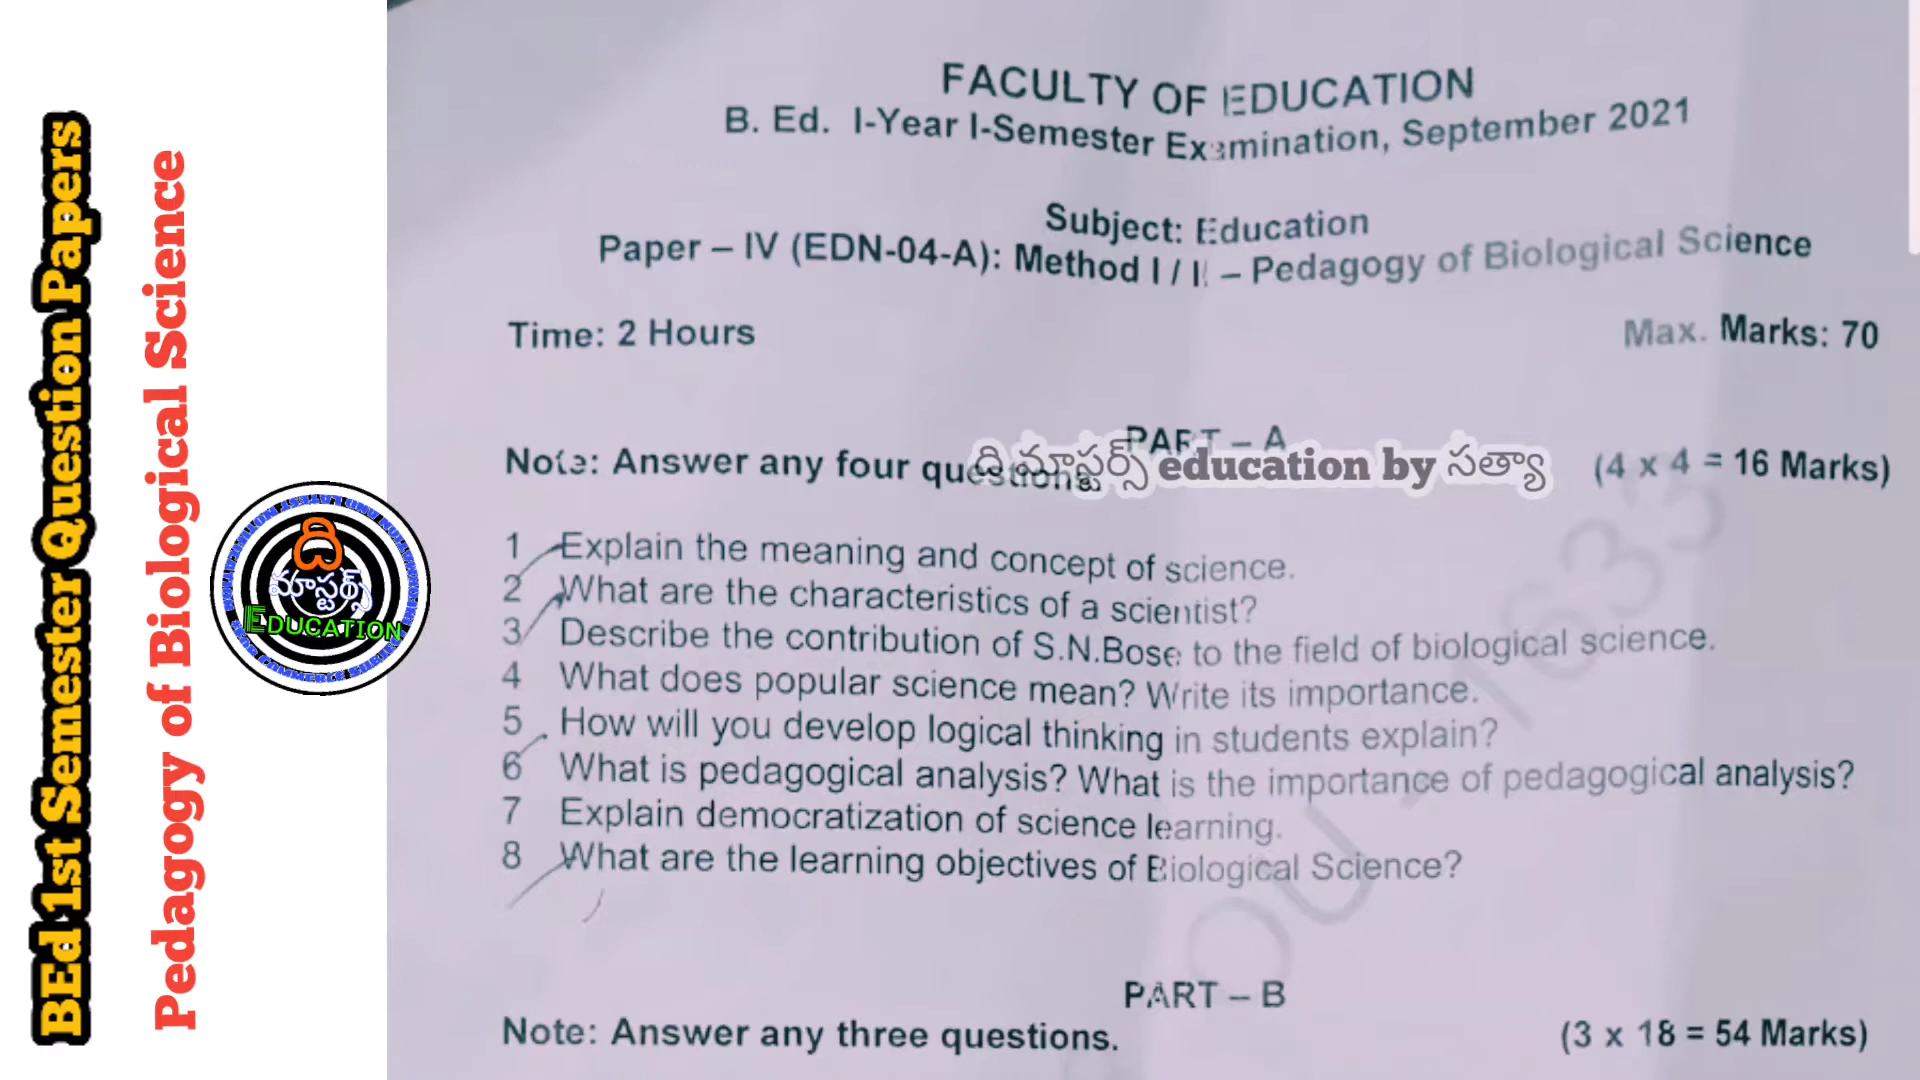 BEd 1st Semester Question Papers
Pedagogy of Biological Science
ది
మాస్టర్స్
EDUCATION
FACULTY OF EDUCATION
B. Ed. I-Year I-Semester Examination, September 2021
Subject: Education
Paper – IV (EDN-04-A): Method I / II – Pedagogy of Biological Science
Time: 2 Hours
Max. Marks: 70
PART – A
Note: Answer any four questions.
(4 x 4 = 16 Marks)
ది మాస్టర్స్ education by సత్యా
1 Explain the meaning and concept of science.
2 What are the characteristics of a scientist?
3 Describe the contribution of S.N.Bose to the field of biological science.
4 What does popular science mean? Write its importance.
5 How will you develop logical thinking in students explain?
6 What is pedagogical analysis? What is the importance of pedagogical analysis?
7 Explain democratization of science learning.
8 What are the learning objectives of Biological Science?
OU - 1633
PART – B
Note: Answer any three questions.
(3 x 18 = 54 Marks)